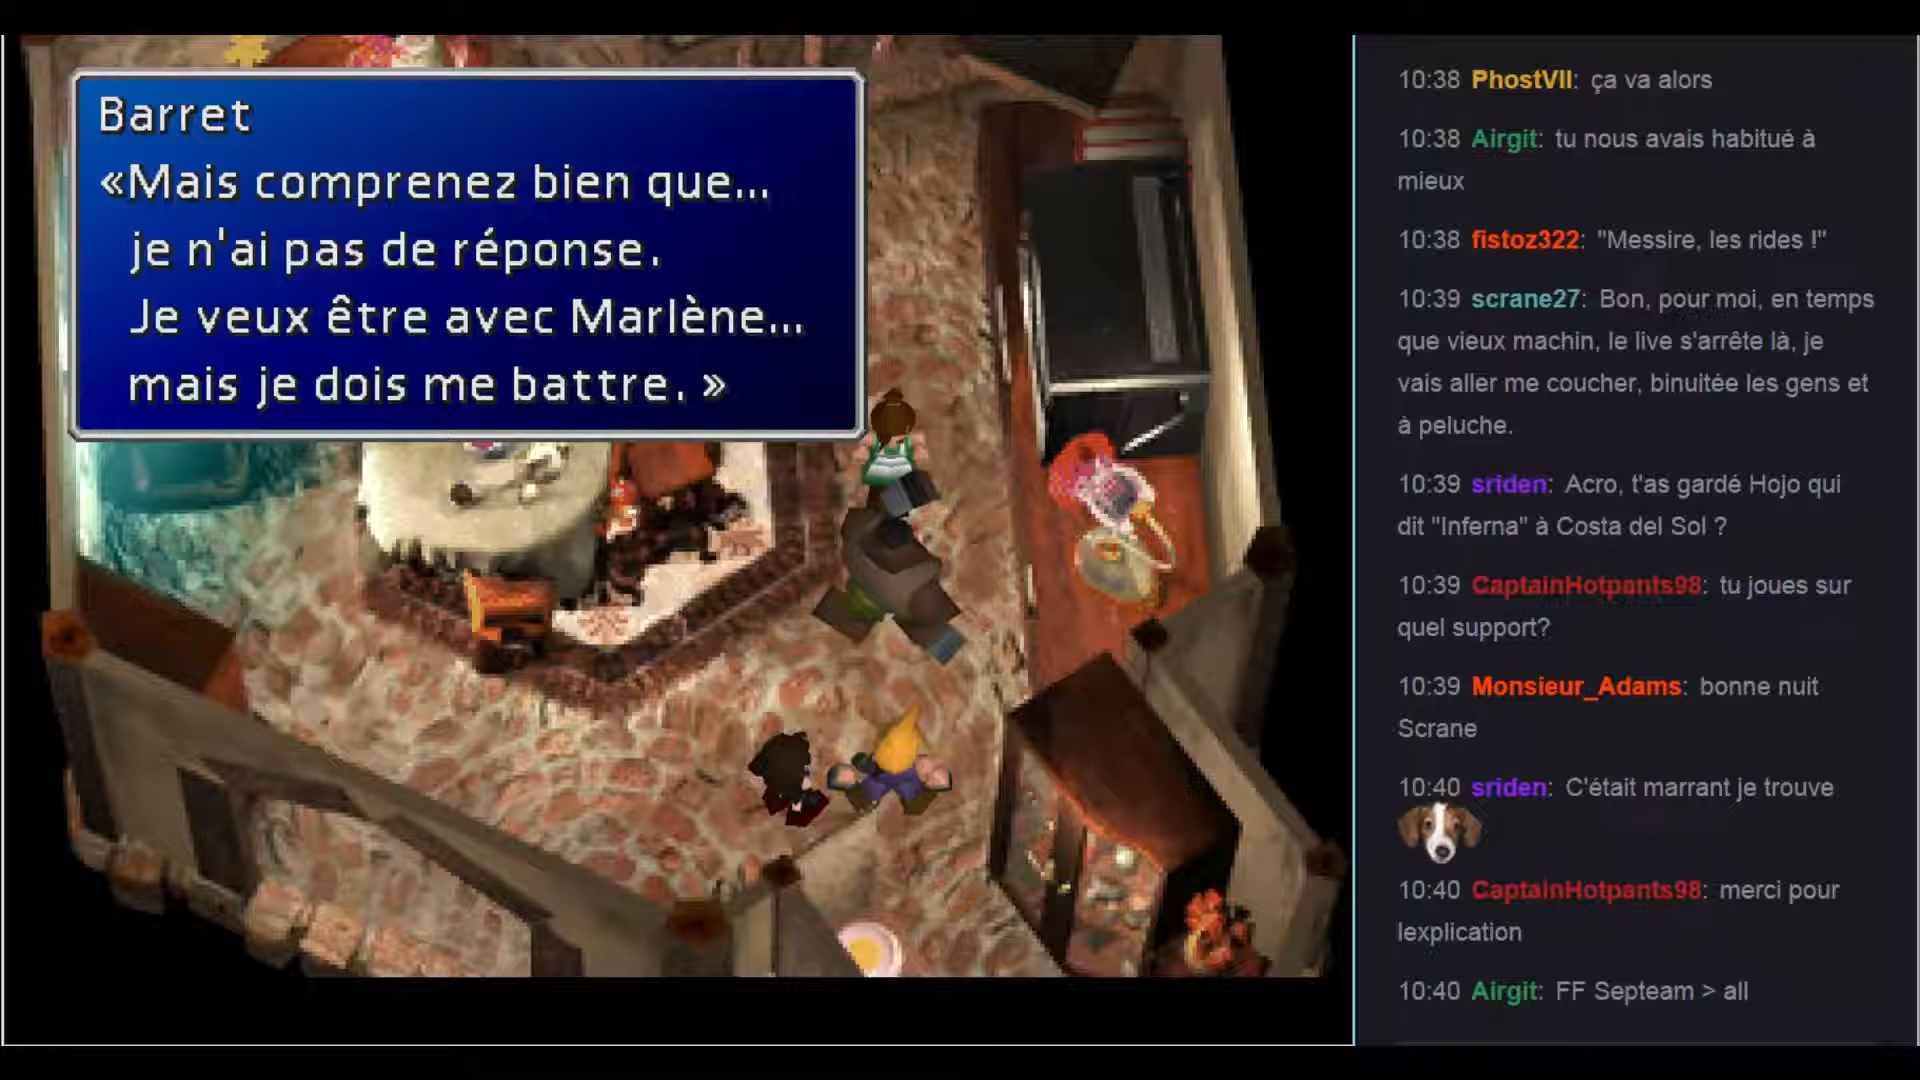 Barret
«Mais comprenez bien que...
je n'ai pas de réponse.
Je veux être avec Marlène...
mais je dois me battre. »
10:38 PhostVII: ça va alors
10:38 Airgit: tu nous avais habitué à
mieux
10:38 fistoz322: "Messire, les rides !"
10:39 scrane27: Bon, pour moi, en temps
que vieux machin, le live s'arrête là, je
vais aller me coucher, binuitée les gens et
à peluche.
10:39 sriden: Acro, t'as gardé Hojo qui
dit "Inferna" à Costa del Sol ?
10:39 CaptainHotpants98: tu joues sur
quel support?
10:39 Monsieur_Adams: bonne nuit
Scrane
10:40 sriden: C'était marrant je trouve
10:40 CaptainHotpants98: merci pour
lexplication
10:40 Airgit: FF Septeam > all